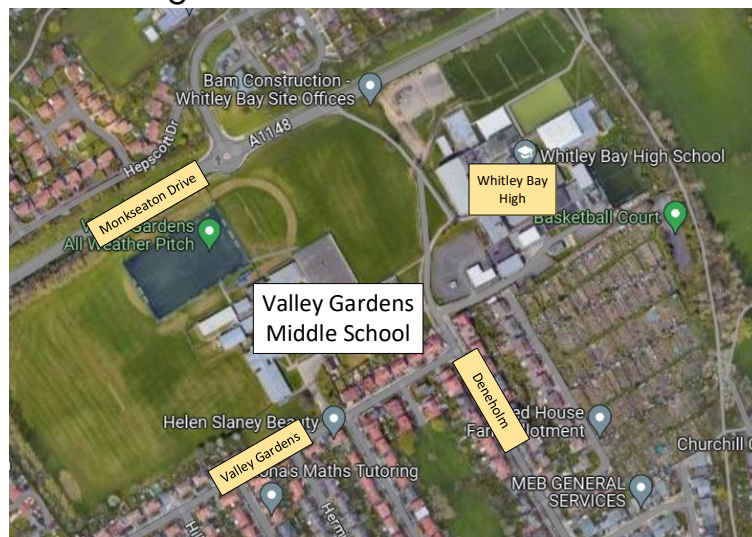 Bam Construction -
Whitley Bay Site Offices
A1148
Hepscott Dr
Whitley Bay High School
Whitley Bay
High
Monkseaton Drive
Gardens
All Weather Pitch
Basketball Court
Valley Gardens
Middle School
Deneholm
Helen Slaney Beauty
Allotment
Churchill
Valley Gardens
Maths Tutoring
MEB GENERAL
SERVICES